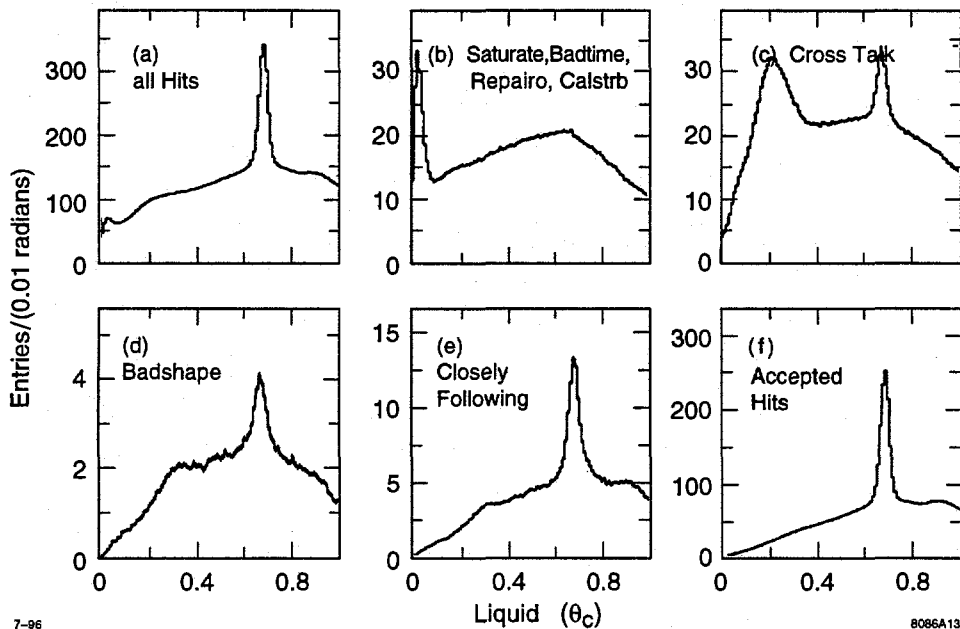 (a)
all Hits
300
200
100
0
(b) Saturate,Badtime,
Repairo, Calstrb
30
20
10
0
(c) Cross Talk
30
20
10
0
Entries/(0.01 radians)
(d)
Badshape
4
2
0
0 0.4 0.8
(e)
Closely
Following
15
10
5
0
0 0.4 0.8
(f)
Accepted
Hits
300
200
100
0
0 0.4 0.8
Liquid (θc)
7–96
8086A13